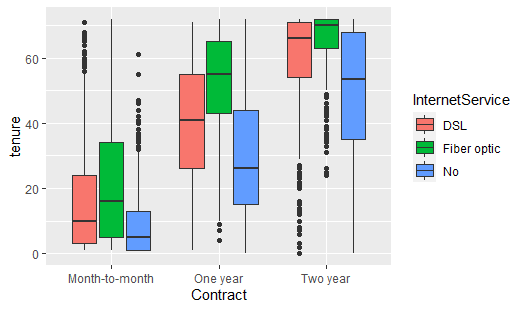 tenure
60
40
20
0
Month-to-month
One year
Two year
Contract
InternetService
DSL
Fiber optic
No